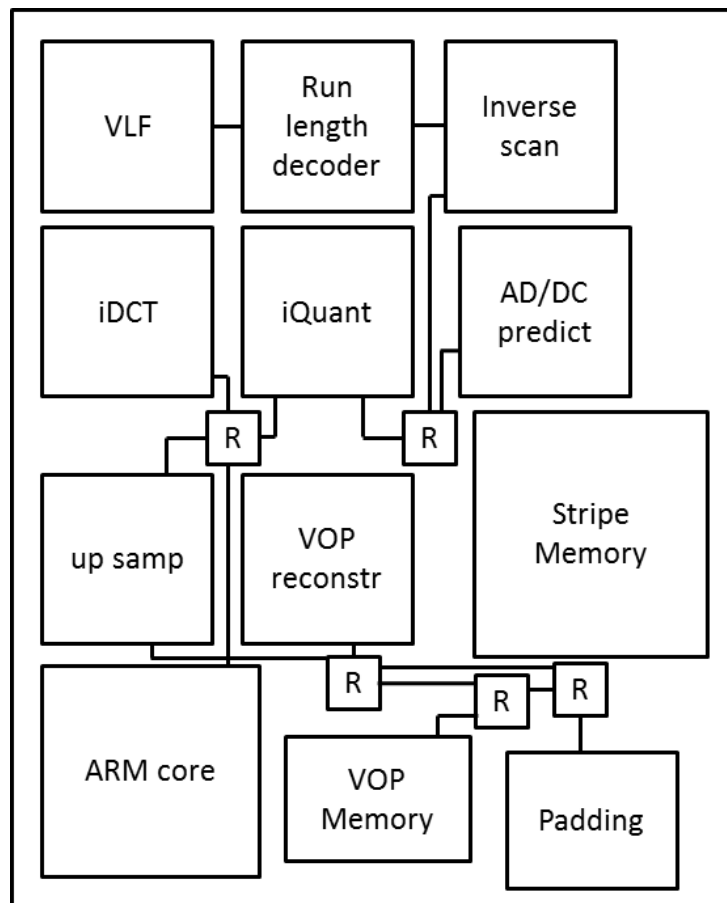 VLF
Run
length
decoder
Inverse
scan
iDCT
iQuant
AD/DC
predict
R
R
up samp
VOP
reconstr
Stripe
Memory
R
R
R
ARM core
VOP
Memory
Padding